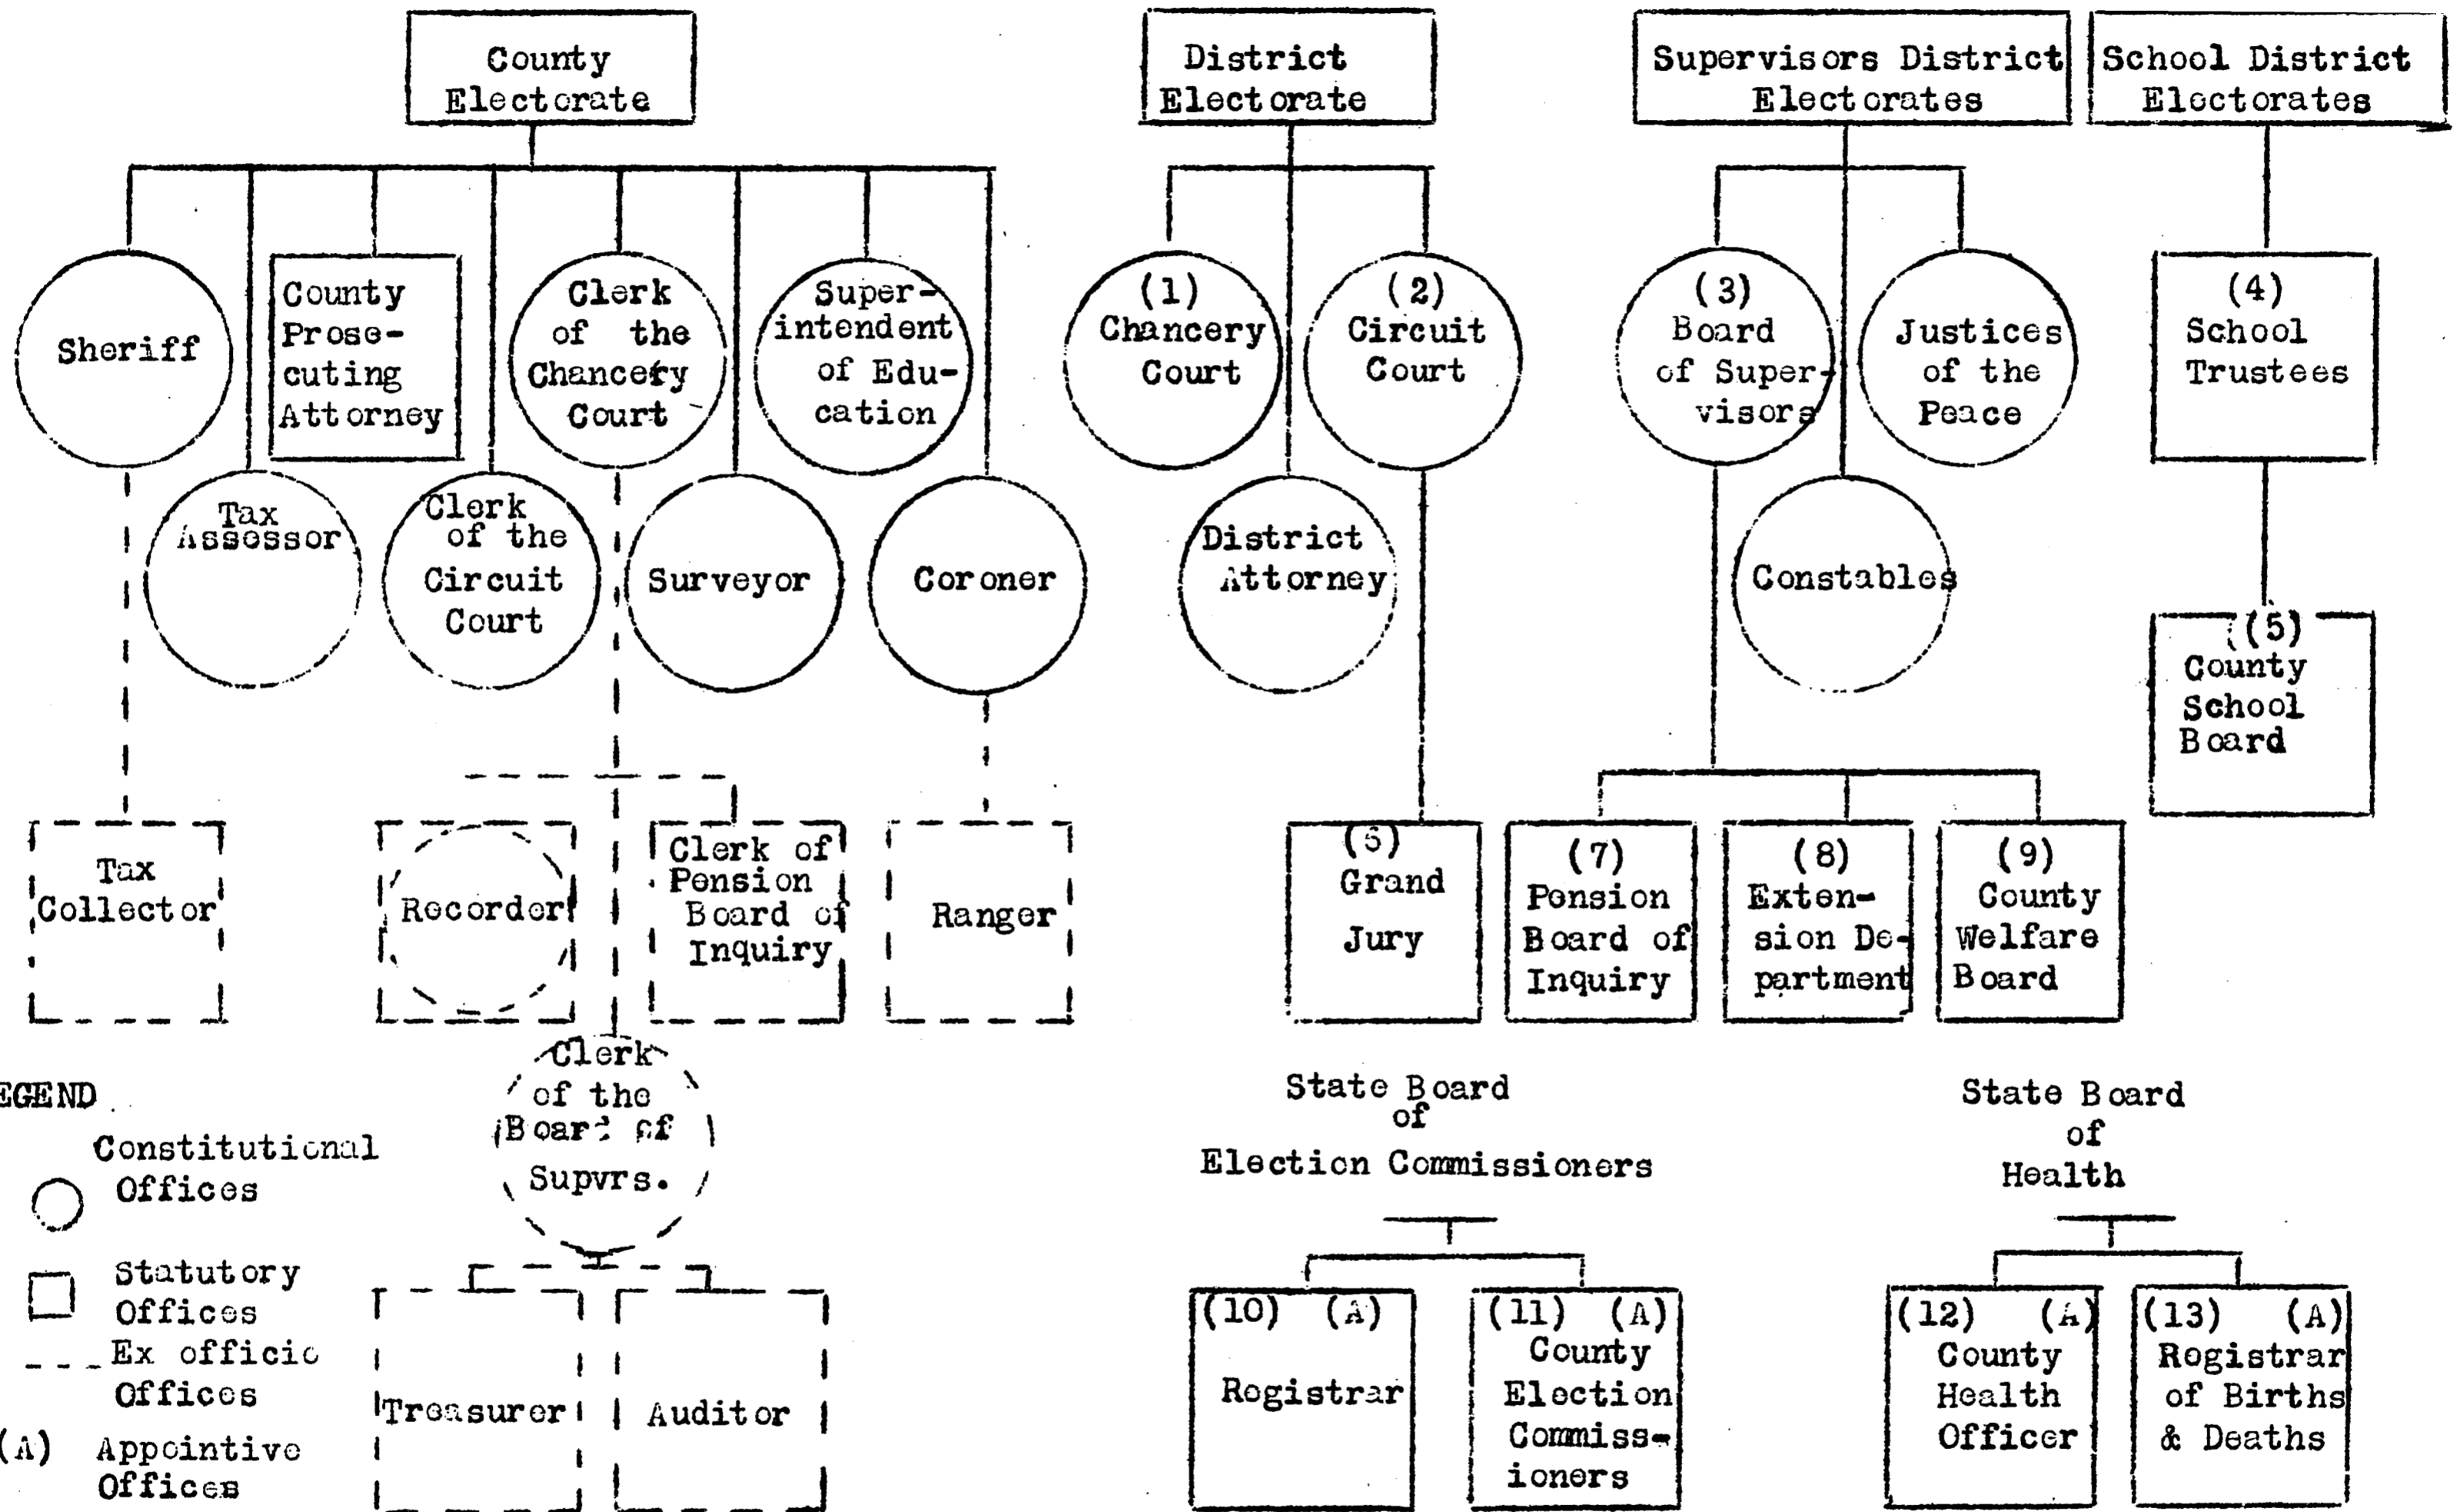 County
Electorate
District
Electorate
Supervisors District
Electorates
School District
Electorates
Sheriff
County
Prose-
cuting
Attorney
Clerk
of the
Chancery
Court
Super-
intendent
of Edu-
cation
(1)
Chancery
Court
(2)
Circuit
Court
(3)
Board
of Super-
visors
Justices
of the
Peace
(4)
School
Trustees
Tax
Assessor
Clerk
of the
Circuit
Court
Surveyor
Coroner
District
Attorney
Constables
(5)
County
School
Board
Tax
Collector
Recorder
Clerk of
Pension
Board of
Inquiry
Ranger
(6)
Grand
Jury
(7)
Pension
Board of
Inquiry
(8)
Exten-
sion De-
partment
(9)
County
Welfare
Board
Clerk
of the
Board of
Supvrs.
State Board
of
Election Commissioners
State Board
of
Health
EGEND
Constitutional
Offices
Statutory
Offices
Ex officio
Offices
(A) Appointive
Offices
Treasurer
Auditor
(10) (A)
Registrar
(11) (A)
County
Election
Commiss-
ioners
(12) (A)
County
Health
Officer
(13) (A)
Registrar
of Births
& Deaths